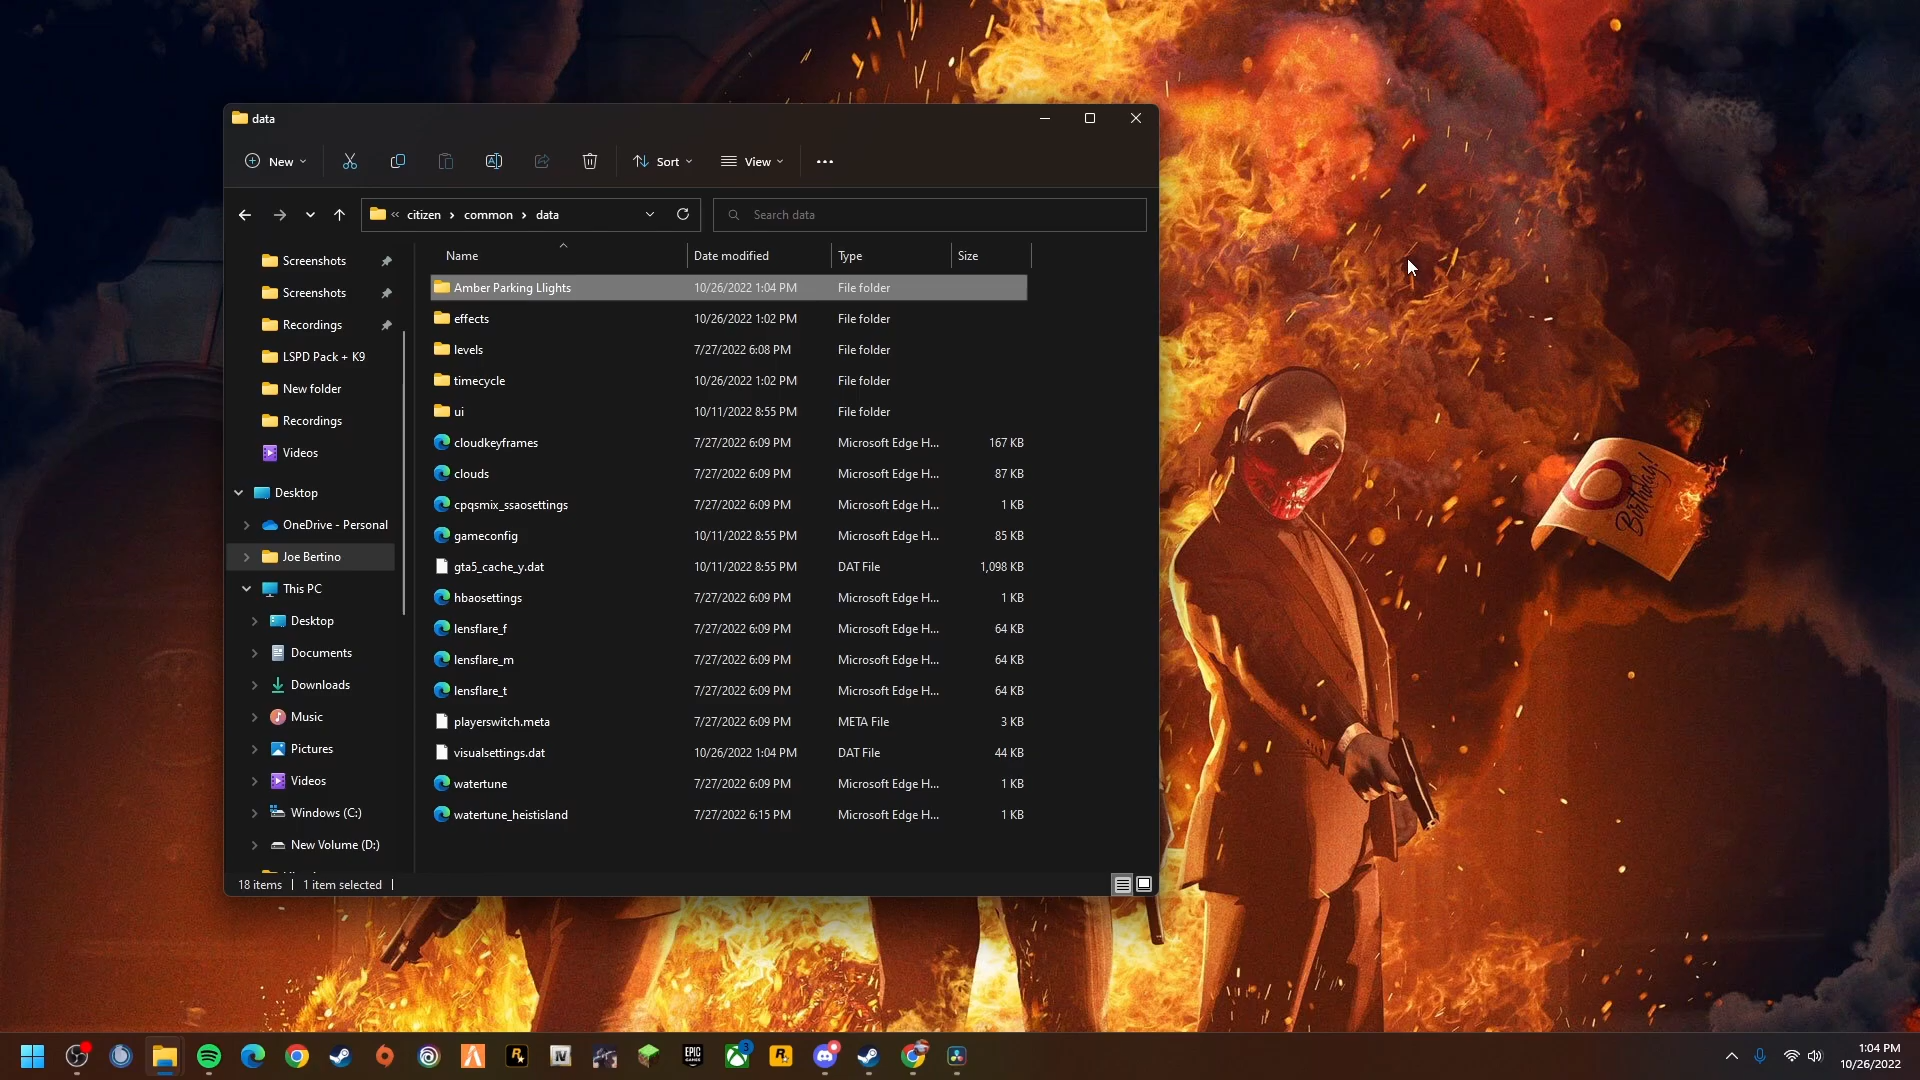 data
New
Sort
View
citizen > common > data
Search data
Name Date modified Type Size
Screenshots
Screenshots
Recordings
LSPD Pack + K9
New folder
Recordings
Videos
Desktop
OneDrive - Personal
Joe Bertino
This PC
Desktop
Documents
Downloads
Music
Pictures
Videos
Windows (C:)
New Volume (D:)
Amber Parking Llights 10/26/2022 1:04 PM File folder
effects 10/26/2022 1:02 PM File folder
levels 7/27/2022 6:08 PM File folder
timecycle 10/26/2022 1:02 PM File folder
ui 10/11/2022 8:55 PM File folder
cloudkeyframes 7/27/2022 6:09 PM Microsoft Edge H... 167 KB
clouds 7/27/2022 6:09 PM Microsoft Edge H... 87 KB
cpqsmix_ssaosettings 7/27/2022 6:09 PM Microsoft Edge H... 1 KB
gameconfig 10/11/2022 8:55 PM Microsoft Edge H... 85 KB
gta5_cache_y.dat 10/11/2022 8:55 PM DAT File 1,098 KB
hbaosettings 7/27/2022 6:09 PM Microsoft Edge H... 1 KB
lensflare_f 7/27/2022 6:09 PM Microsoft Edge H... 64 KB
lensflare_m 7/27/2022 6:09 PM Microsoft Edge H... 64 KB
lensflare_t 7/27/2022 6:09 PM Microsoft Edge H... 64 KB
playerswitch.meta 7/27/2022 6:09 PM META File 3 KB
visualsettings.dat 10/26/2022 1:04 PM DAT File 44 KB
watertune 7/27/2022 6:09 PM Microsoft Edge H... 1 KB
watertune_heistisland 7/27/2022 6:15 PM Microsoft Edge H... 1 KB
18 items | 1 item selected |
Birthday!
IV
EPIC
GAMES
3
1:04 PM
10/26/2022